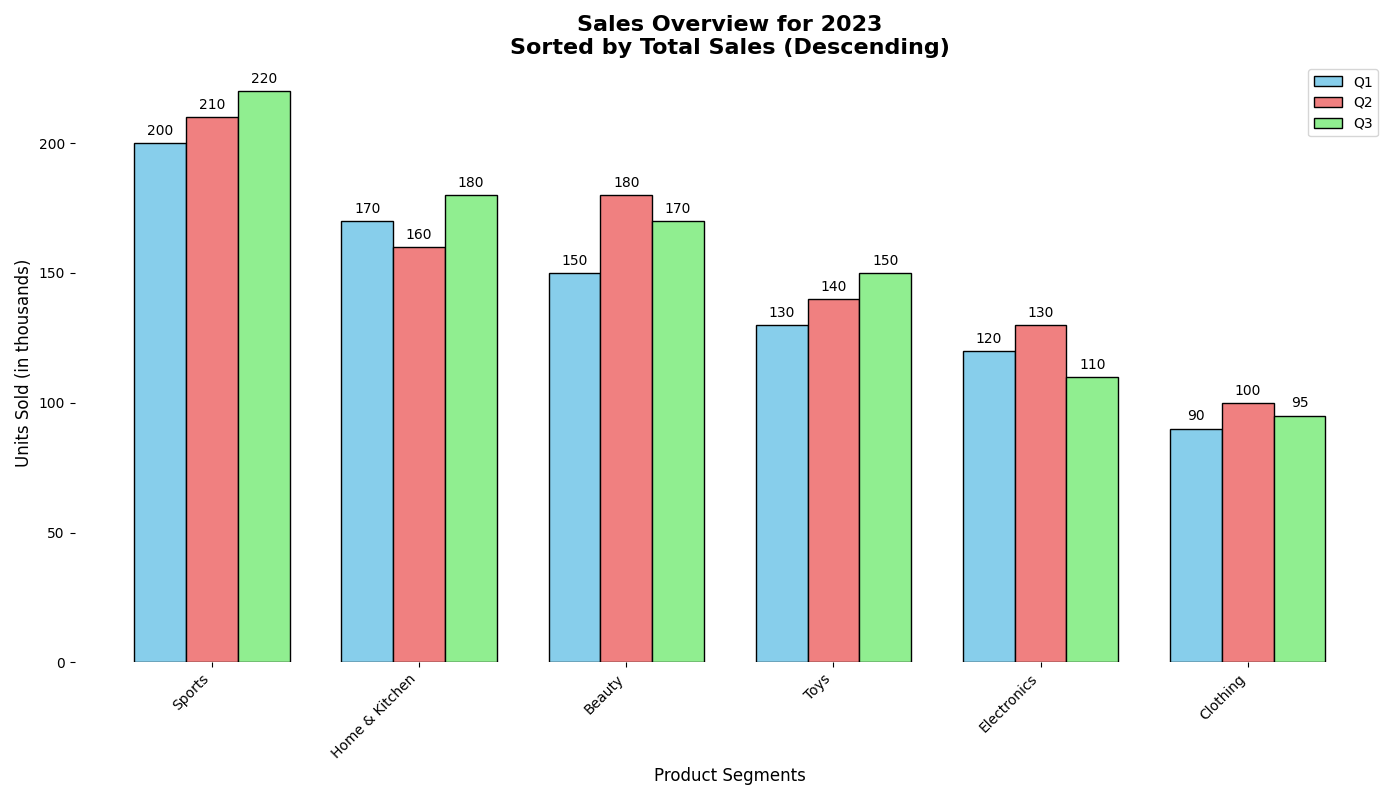 Sales Overview for 2023
Sorted by Total Sales (Descending)
Q1
Q2
Q3
Units Sold (in thousands)
200
150
100
50
0
200
210
220
170
160
180
150
180
170
130
140
150
120
130
110
90
100
95
Sports
Home & Kitchen
Beauty
Toys
Electronics
Clothing
Product Segments